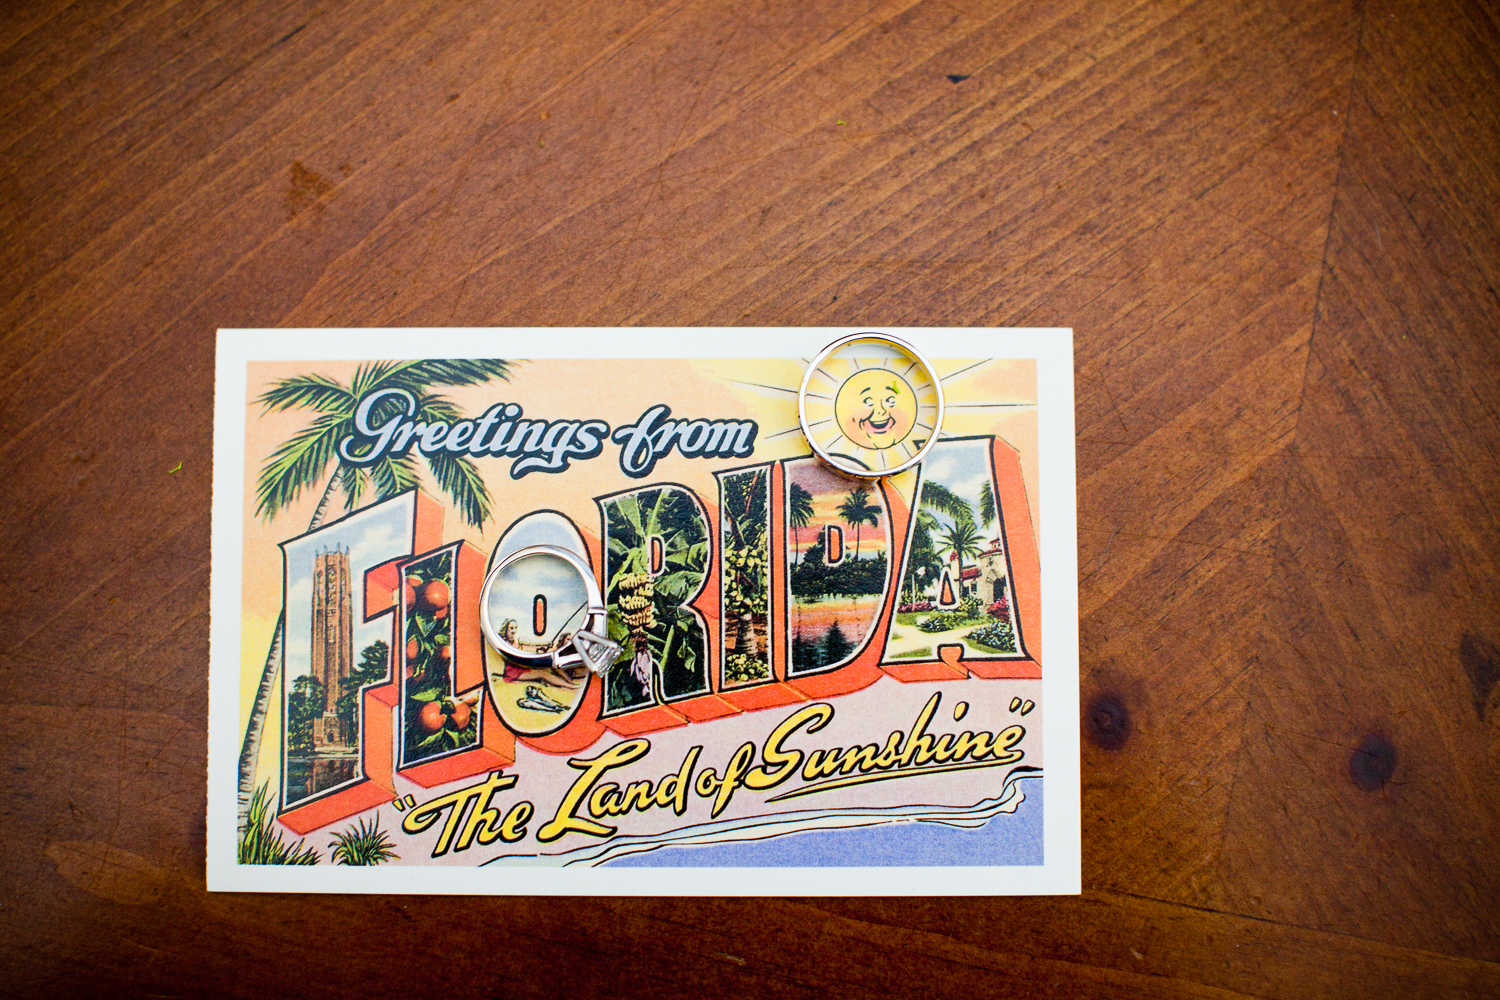 Greetings from
FLORIDA
"The Land of Sunshine"